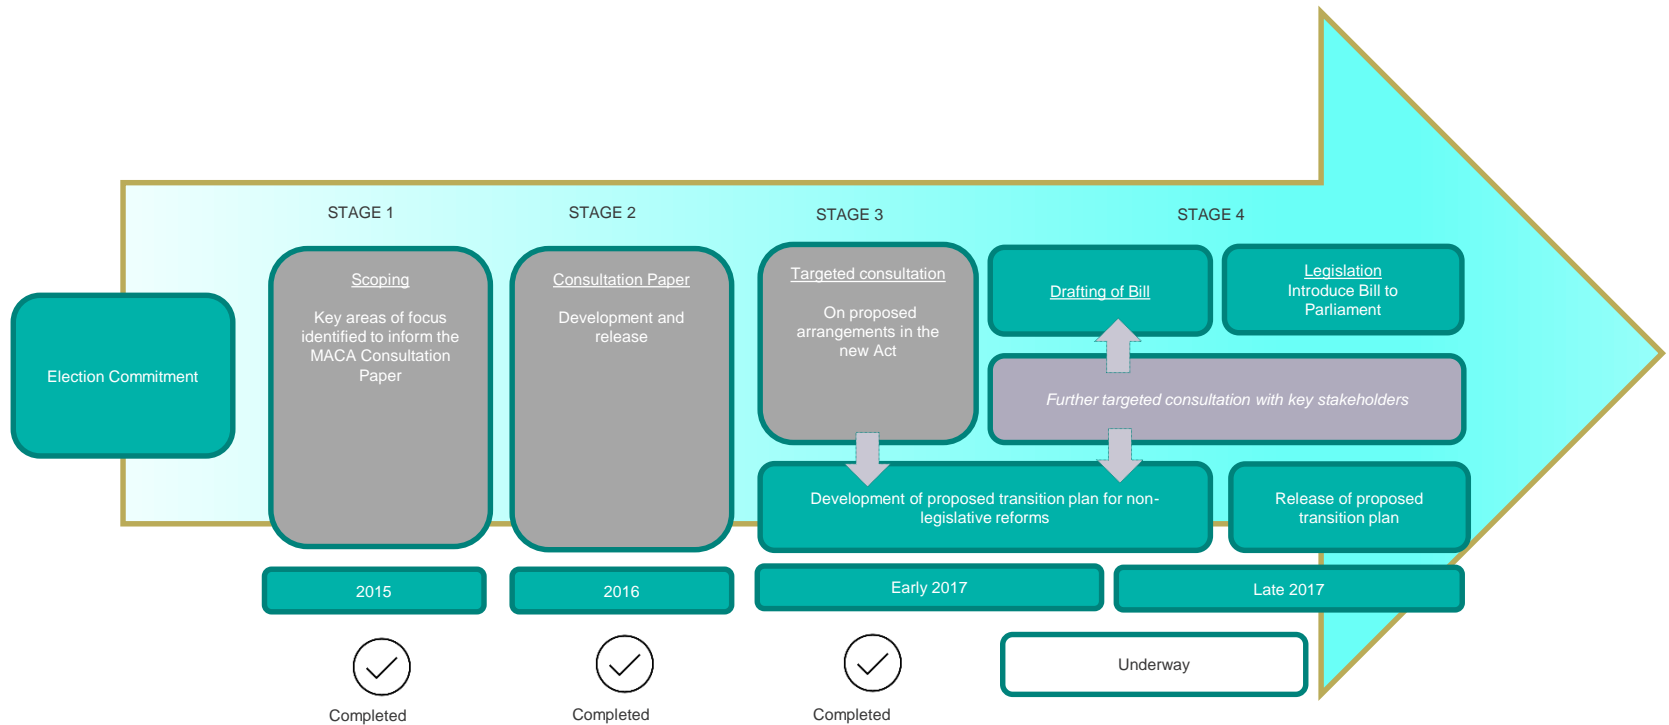 STAGE 1
STAGE 2
STAGE 3
STAGE 4
Election Commitment
Scoping
Key areas of focus
identified to inform the
MACA Consultation
Paper
Consultation Paper
Development and
release
Targeted consultation
On proposed
arrangements in the
new Act
Drafting of Bill
Legislation
Introduce Bill to
Parliament
Further targeted consultation with key stakeholders
Development of proposed transition plan for non-
legislative reforms
Release of proposed
transition plan
2015
2016
Early 2017
Late 2017
Completed
Completed
Completed
Underway